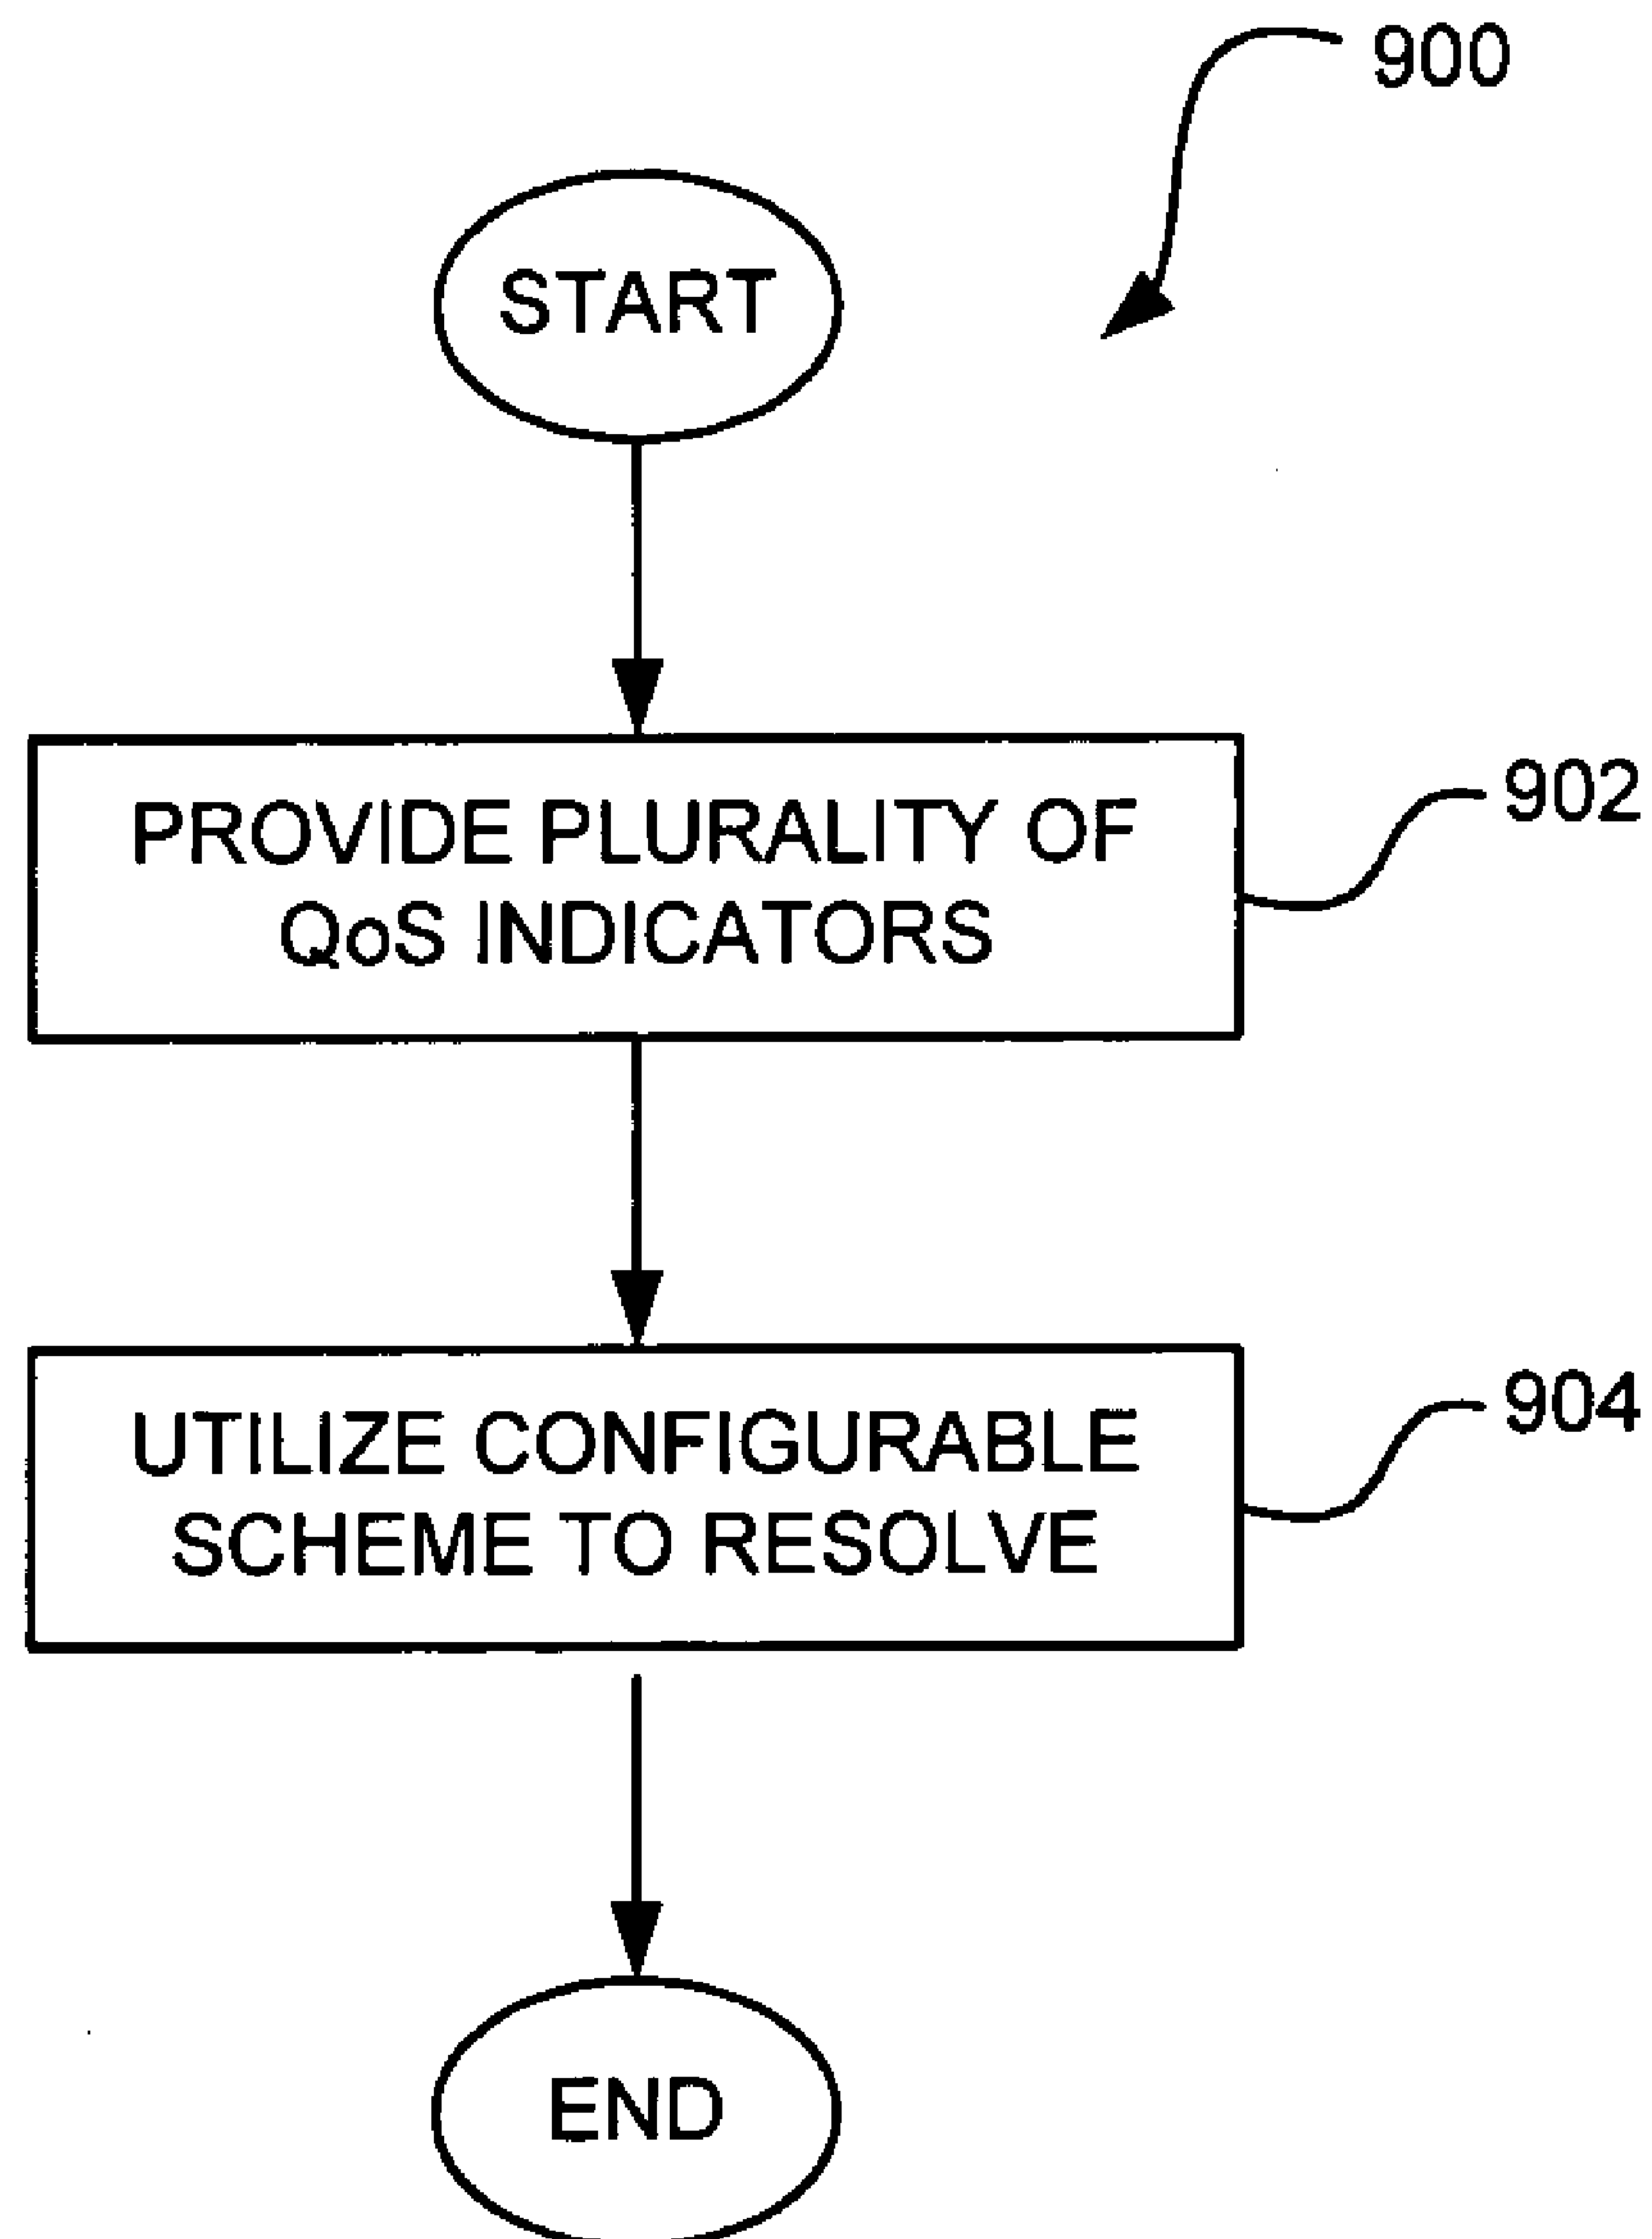 900
START
PROVIDE PLURALITY OF
QoS INDICATORS
902
UTILIZE CONFIGURABLE
SCHEME TO RESOLVE
904
END